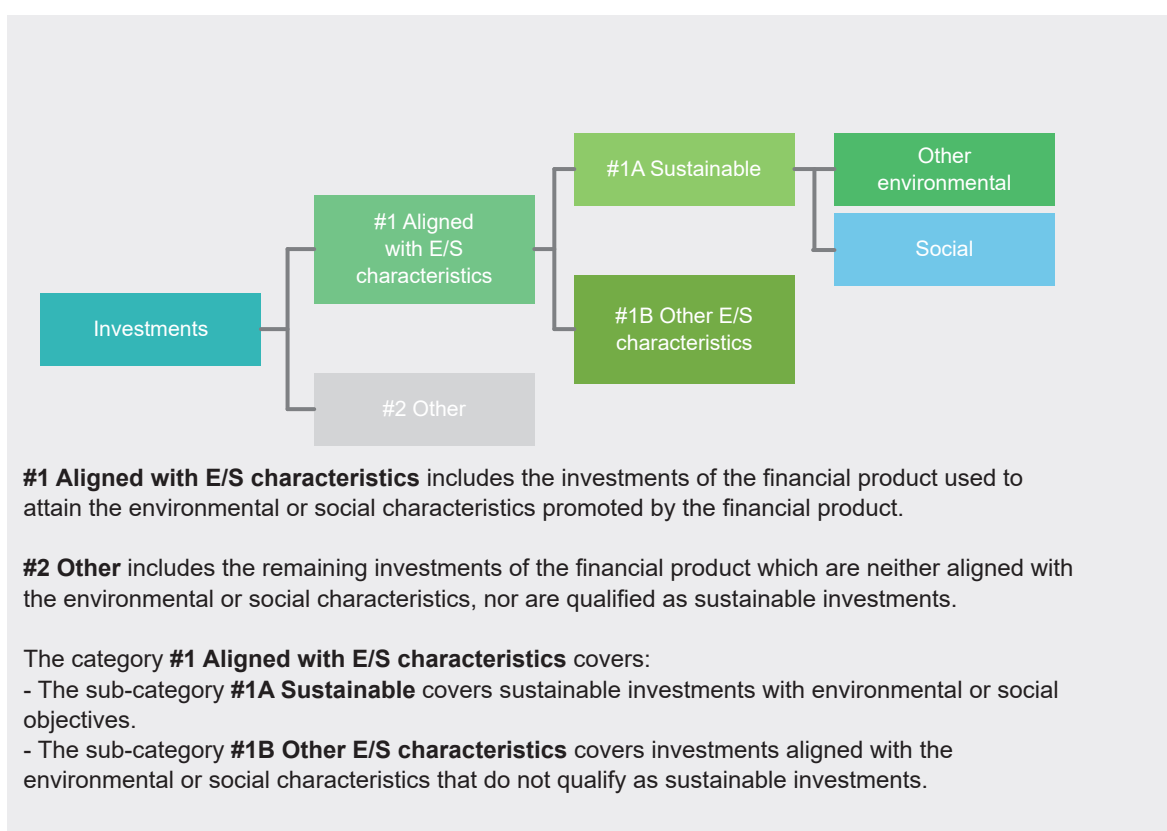 #1A Sustainable
Other
environmental
#1 Aligned
with E/S
characteristics
Social
Investments
#1B Other E/S
characteristics
#2 Other
#1 Aligned with E/S characteristics includes the investments of the financial product used to
attain the environmental or social characteristics promoted by the financial product.
#2 Other includes the remaining investments of the financial product which are neither aligned with
the environmental or social characteristics, nor are qualified as sustainable investments.
The category #1 Aligned with E/S characteristics covers:
- The sub-category #1A Sustainable covers sustainable investments with environmental or social
objectives.
- The sub-category #1B Other E/S characteristics covers investments aligned with the
environmental or social characteristics that do not qualify as sustainable investments.